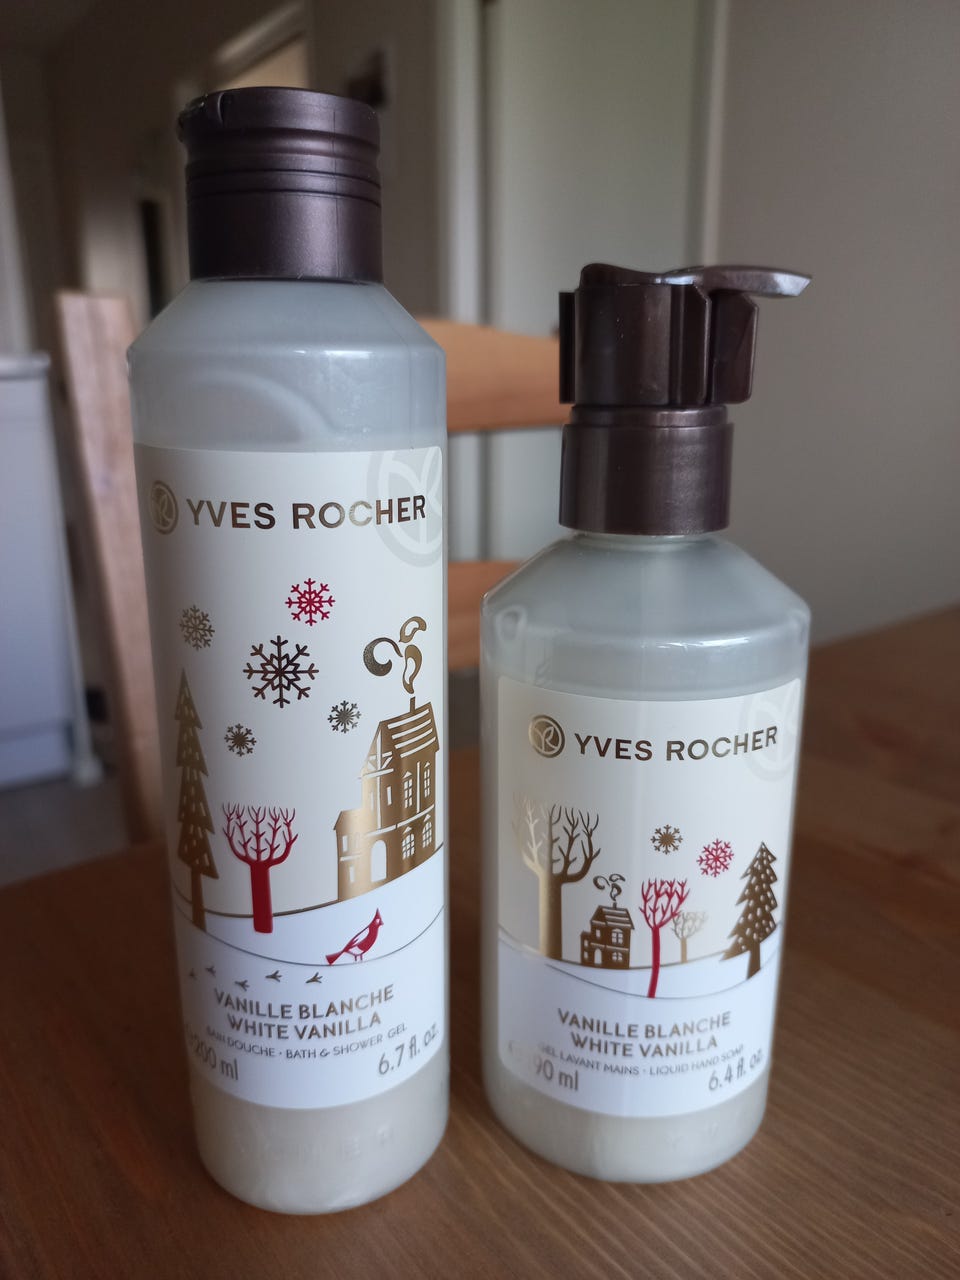 YVES ROCHER
VANILLE BLANCHE
WHITE VANILLA
BAIN DOUCHE • BATH & SHOWER GEL
200 ml 6.7 fl. oz.
YVES ROCHER
VANILLE BLANCHE
WHITE VANILLA
GEL LAVANT MAINS • LIQUID HAND SOAP
90 ml 6.4 fl. oz.